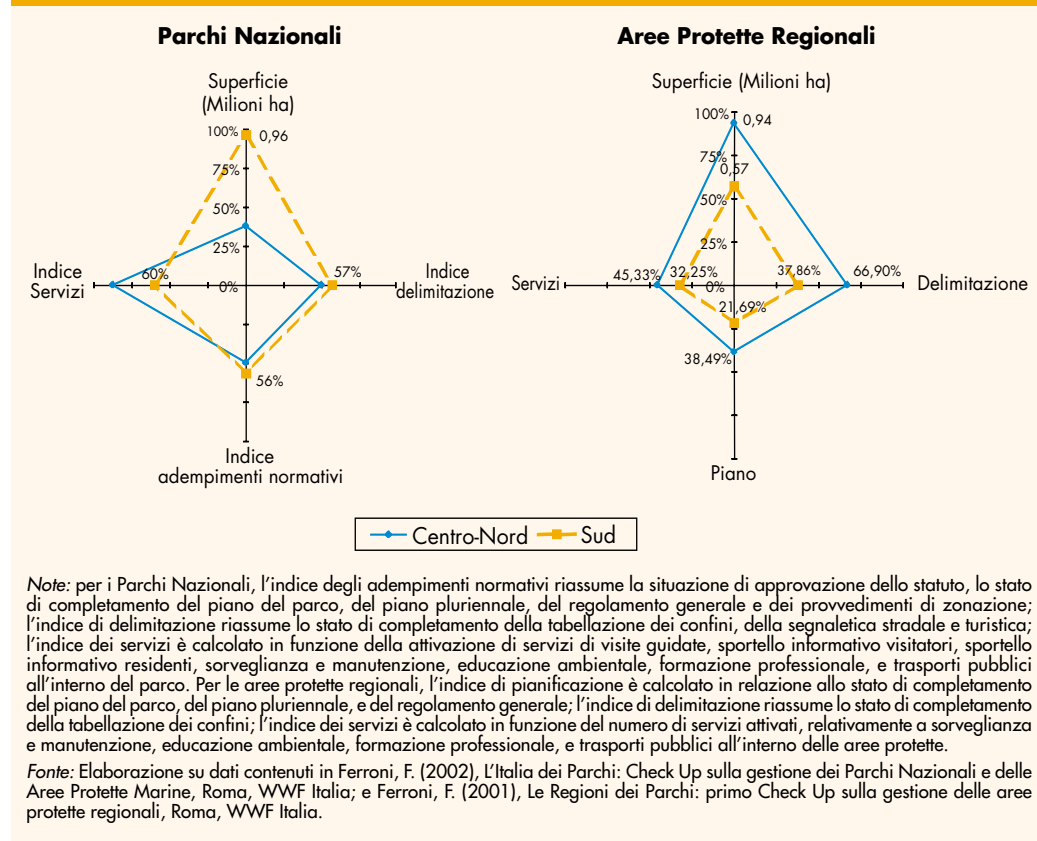 Parchi Nazionali
Superficie
(Milioni ha)
100%
0,96
75%
50%
25%
Indice
Servizi
60%
0%
57%
Indice
delimitazione
56%
Indice
adempimenti normativi
Aree Protette Regionali
Superficie (Milioni ha)
100%
0,94
75%
0,57
50%
25%
Servizi
45,33%
32,25%
0%
37,86%
66,90%
Delimitazione
21,69%
38,49%
Piano
Centro-Nord
Sud
Note: per i Parchi Nazionali, l'indice degli adempimenti normativi riassume la situazione di approvazione dello statuto, lo stato
di completamento del piano del parco, del piano pluriennale, del regolamento generale e dei provvedimenti di zonazione;
l'indice di delimitazione riassume lo stato di completamento della tabellazione dei confini, della segnaletica stradale e turistica;
l'indice dei servizi è calcolato in funzione della attivazione di servizi di visite guidate, sportello informativo visitatori, sportello
informativo residenti, sorveglianza e manutenzione, educazione ambientale, formazione professionale, e trasporti pubblici
all'interno del parco. Per le aree protette regionali, l'indice di pianificazione è calcolato in relazione allo stato di completamento
del piano del parco, del piano pluriennale, e del regolamento generale; l'indice di delimitazione riassume lo stato di completamento
della tabellazione dei confini; l'indice dei servizi è calcolato in funzione del numero di servizi attivati, relativamente a sorveglianza
e manutenzione, educazione ambientale, formazione professionale, e trasporti pubblici all'interno delle aree protette.
Fonte: Elaborazione su dati contenuti in Ferroni, F. (2002), L'Italia dei Parchi: Check Up sulla gestione dei Parchi Nazionali e delle
Aree Protette Marine, Roma, WWF Italia; e Ferroni, F. (2001), Le Regioni dei Parchi: primo Check Up sulla gestione delle aree
protette regionali, Roma, WWF Italia.